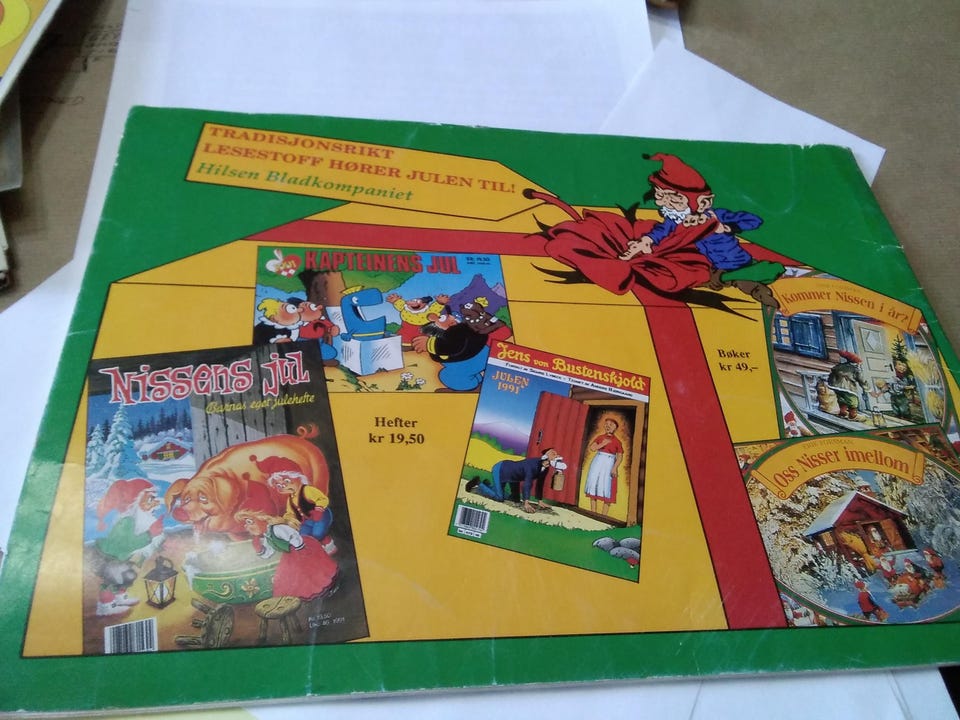 TRADISJONSRIKT
LESESTOFF HØRER JULEN TIL!
Hilsen Bladkompaniet
KAPTEINENS JUL
Kommer Nissen i år?
Bøker
kr 49,–
Jens von Bustenskjold
JULEN
1991
Nissens jul
Barnas eget julehefte
Hefter
kr 19,50
Oss Nisser imellom